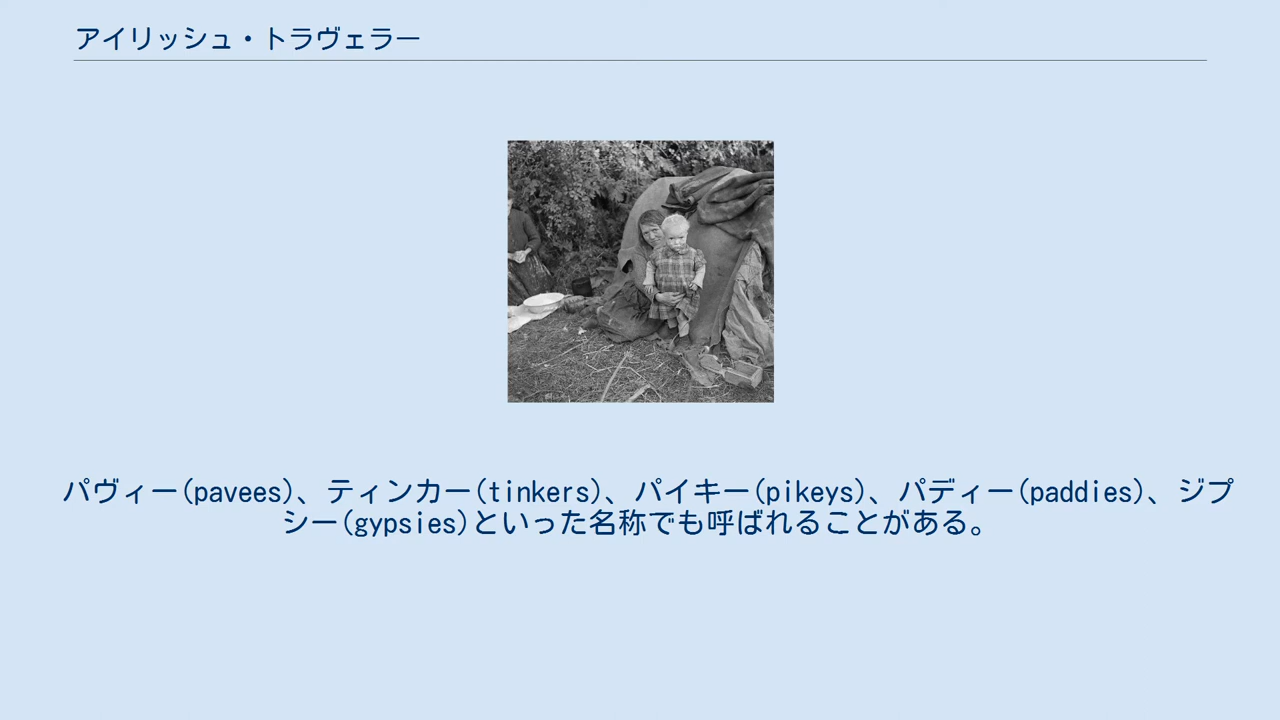 アイリッシュ・トラヴェラー
パヴィー(pavees)、ティンカー(tinkers)、パイキー(pikeys)、パディー(paddies)、ジプ
シー(gypsies)といった名称でも呼ばれることがある。